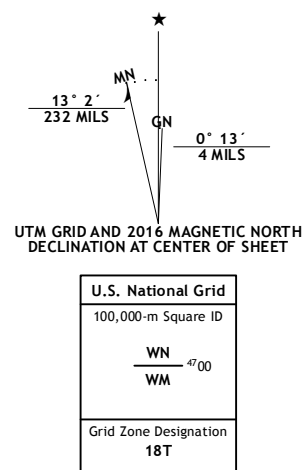 ★
MN
GN
13° 2´
232 MILS
0° 13´
4 MILS
UTM GRID AND 2016 MAGNETIC NORTH
DECLINATION AT CENTER OF SHEET
U.S. National Grid
100,000-m Square ID
WN
WM
4700
Grid Zone Designation
18T